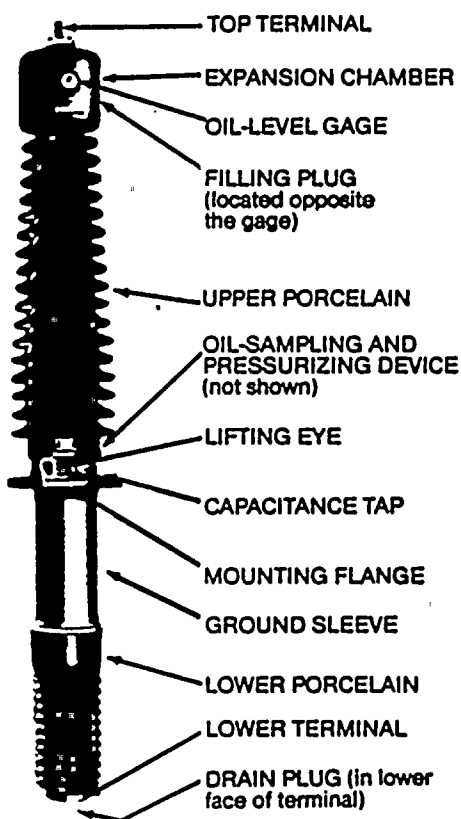 TOP TERMINAL
EXPANSION CHAMBER
OIL-LEVEL GAGE
FILLING PLUG
(located opposite
the gage)
UPPER PORCELAIN
OIL-SAMPLING AND
PRESSURIZING DEVICE
(not shown)
LIFTING EYE
CAPACITANCE TAP
MOUNTING FLANGE
GROUND SLEEVE
LOWER PORCELAIN
LOWER TERMINAL
DRAIN PLUG (in lower
face of terminal)